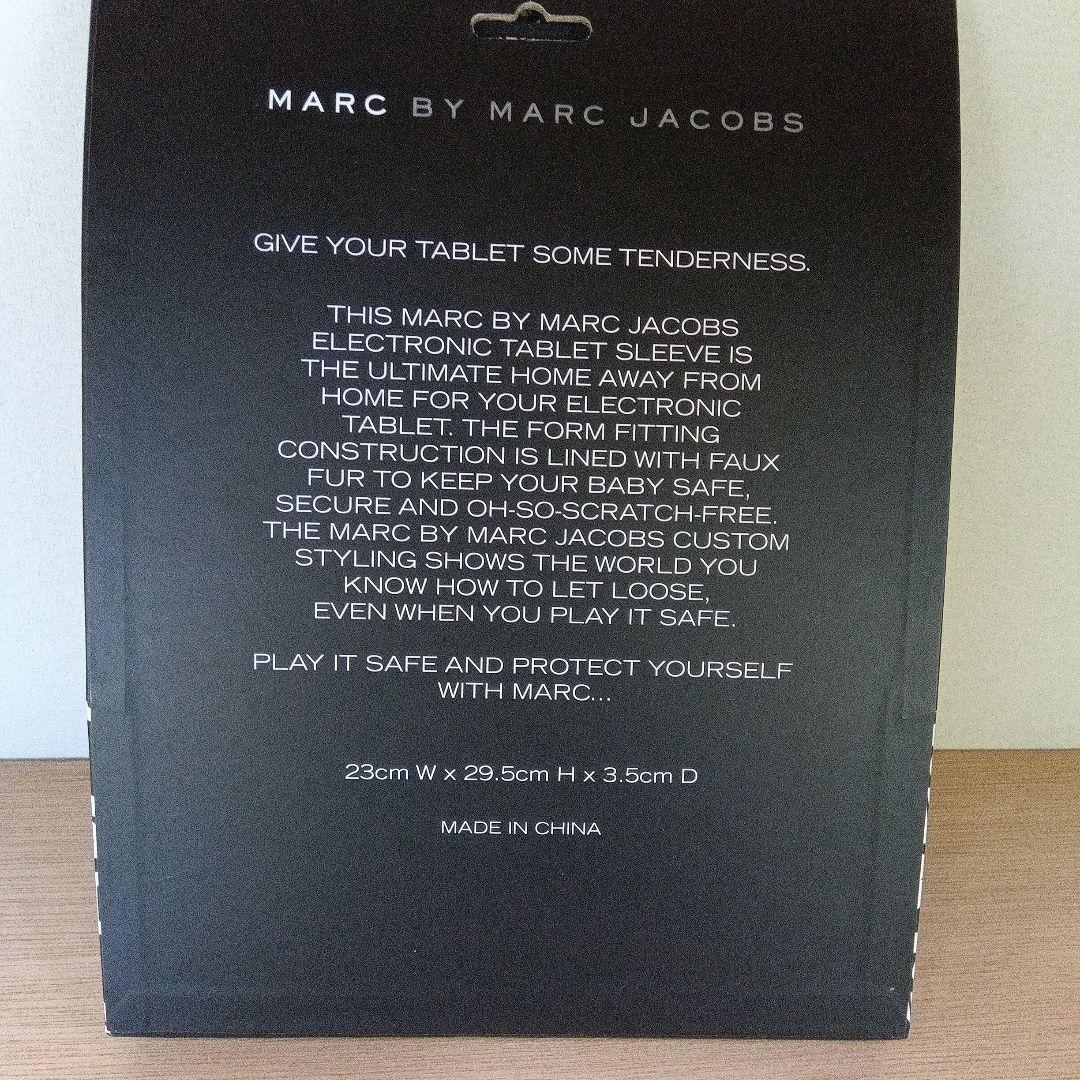 MARC BY MARC JACOBS
GIVE YOUR TABLET SOME TENDERNESS.
THIS MARC BY MARC JACOBS
ELECTRONIC TABLET SLEEVE IS
THE ULTIMATE HOME AWAY FROM
HOME FOR YOUR ELECTRONIC
TABLET. THE FORM FITTING
CONSTRUCTION IS LINED WITH FAUX
FUR TO KEEP YOUR BABY SAFE,
SECURE AND OH-SO-SCRATCH-FREE.
THE MARC BY MARC JACOBS CUSTOM
STYLING SHOWS THE WORLD YOU
KNOW HOW TO LET LOOSE,
EVEN WHEN YOU PLAY IT SAFE.
PLAY IT SAFE AND PROTECT YOURSELF
WITH MARC...
23cm W x 29.5cm H x 3.5cm D
MADE IN CHINA